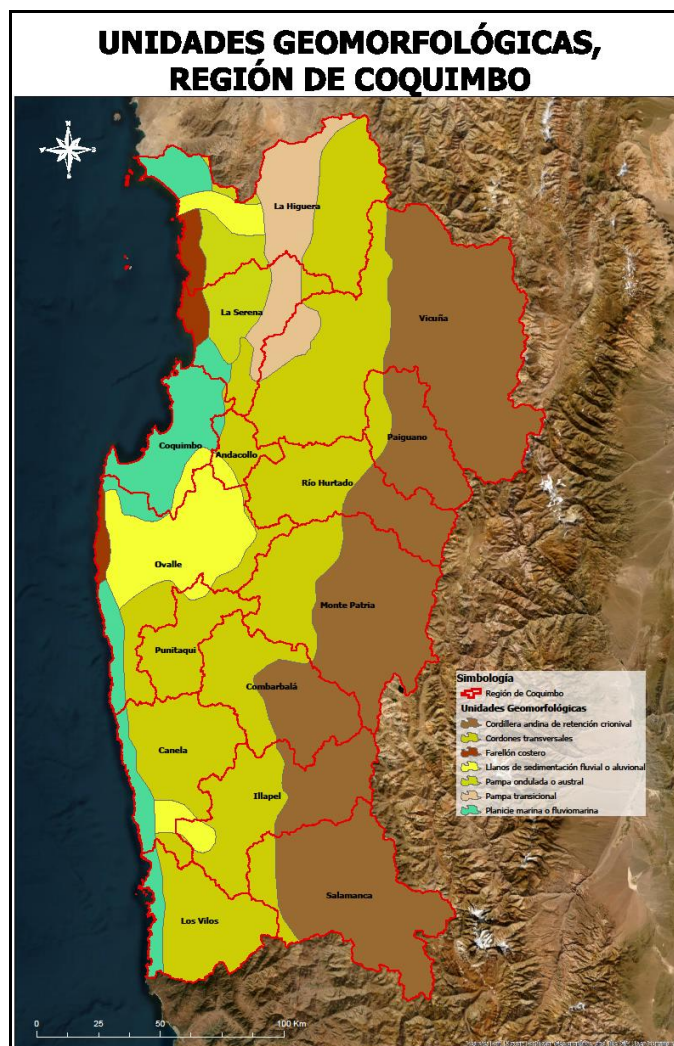 UNIDADES GEOMORFOLÓGICAS,
REGIÓN DE COQUIMBO
N
S
La Higuera
La Serena
Vicuña
Paiguano
Coquimbo
Andacollo
Río Hurtado
Ovalle
Monte Patria
Punitaqui
Combarbalá
Canela
Illapel
Salamanca
Los Vilos
Simbología
Región de Coquimbo
Unidades Geomorfológicas
Cordillera andina de retención crionival
Cordones transversales
Farellón costero
Llanos de sedimentación fluvial o aluvional
Pampa ondulada o austral
Pampa transicional
Planicie marina o fluviomarina
0 25 50 100 Km